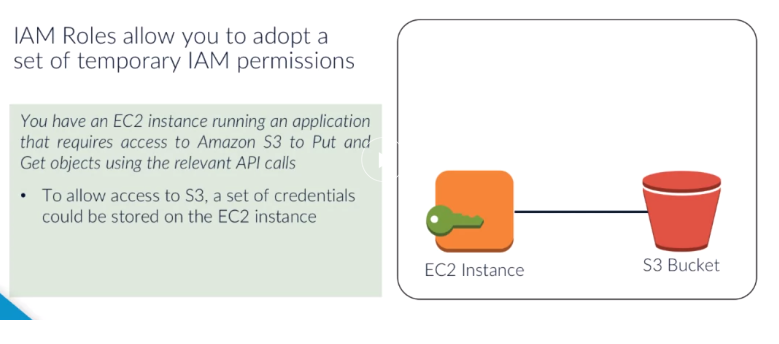 IAM Roles allow you to adopt a
set of temporary IAM permissions
You have an EC2 instance running an application
that requires access to Amazon S3 to Put and
Get objects using the relevant API calls
• To allow access to S3, a set of credentials
could be stored on the EC2 instance
EC2 Instance
S3 Bucket